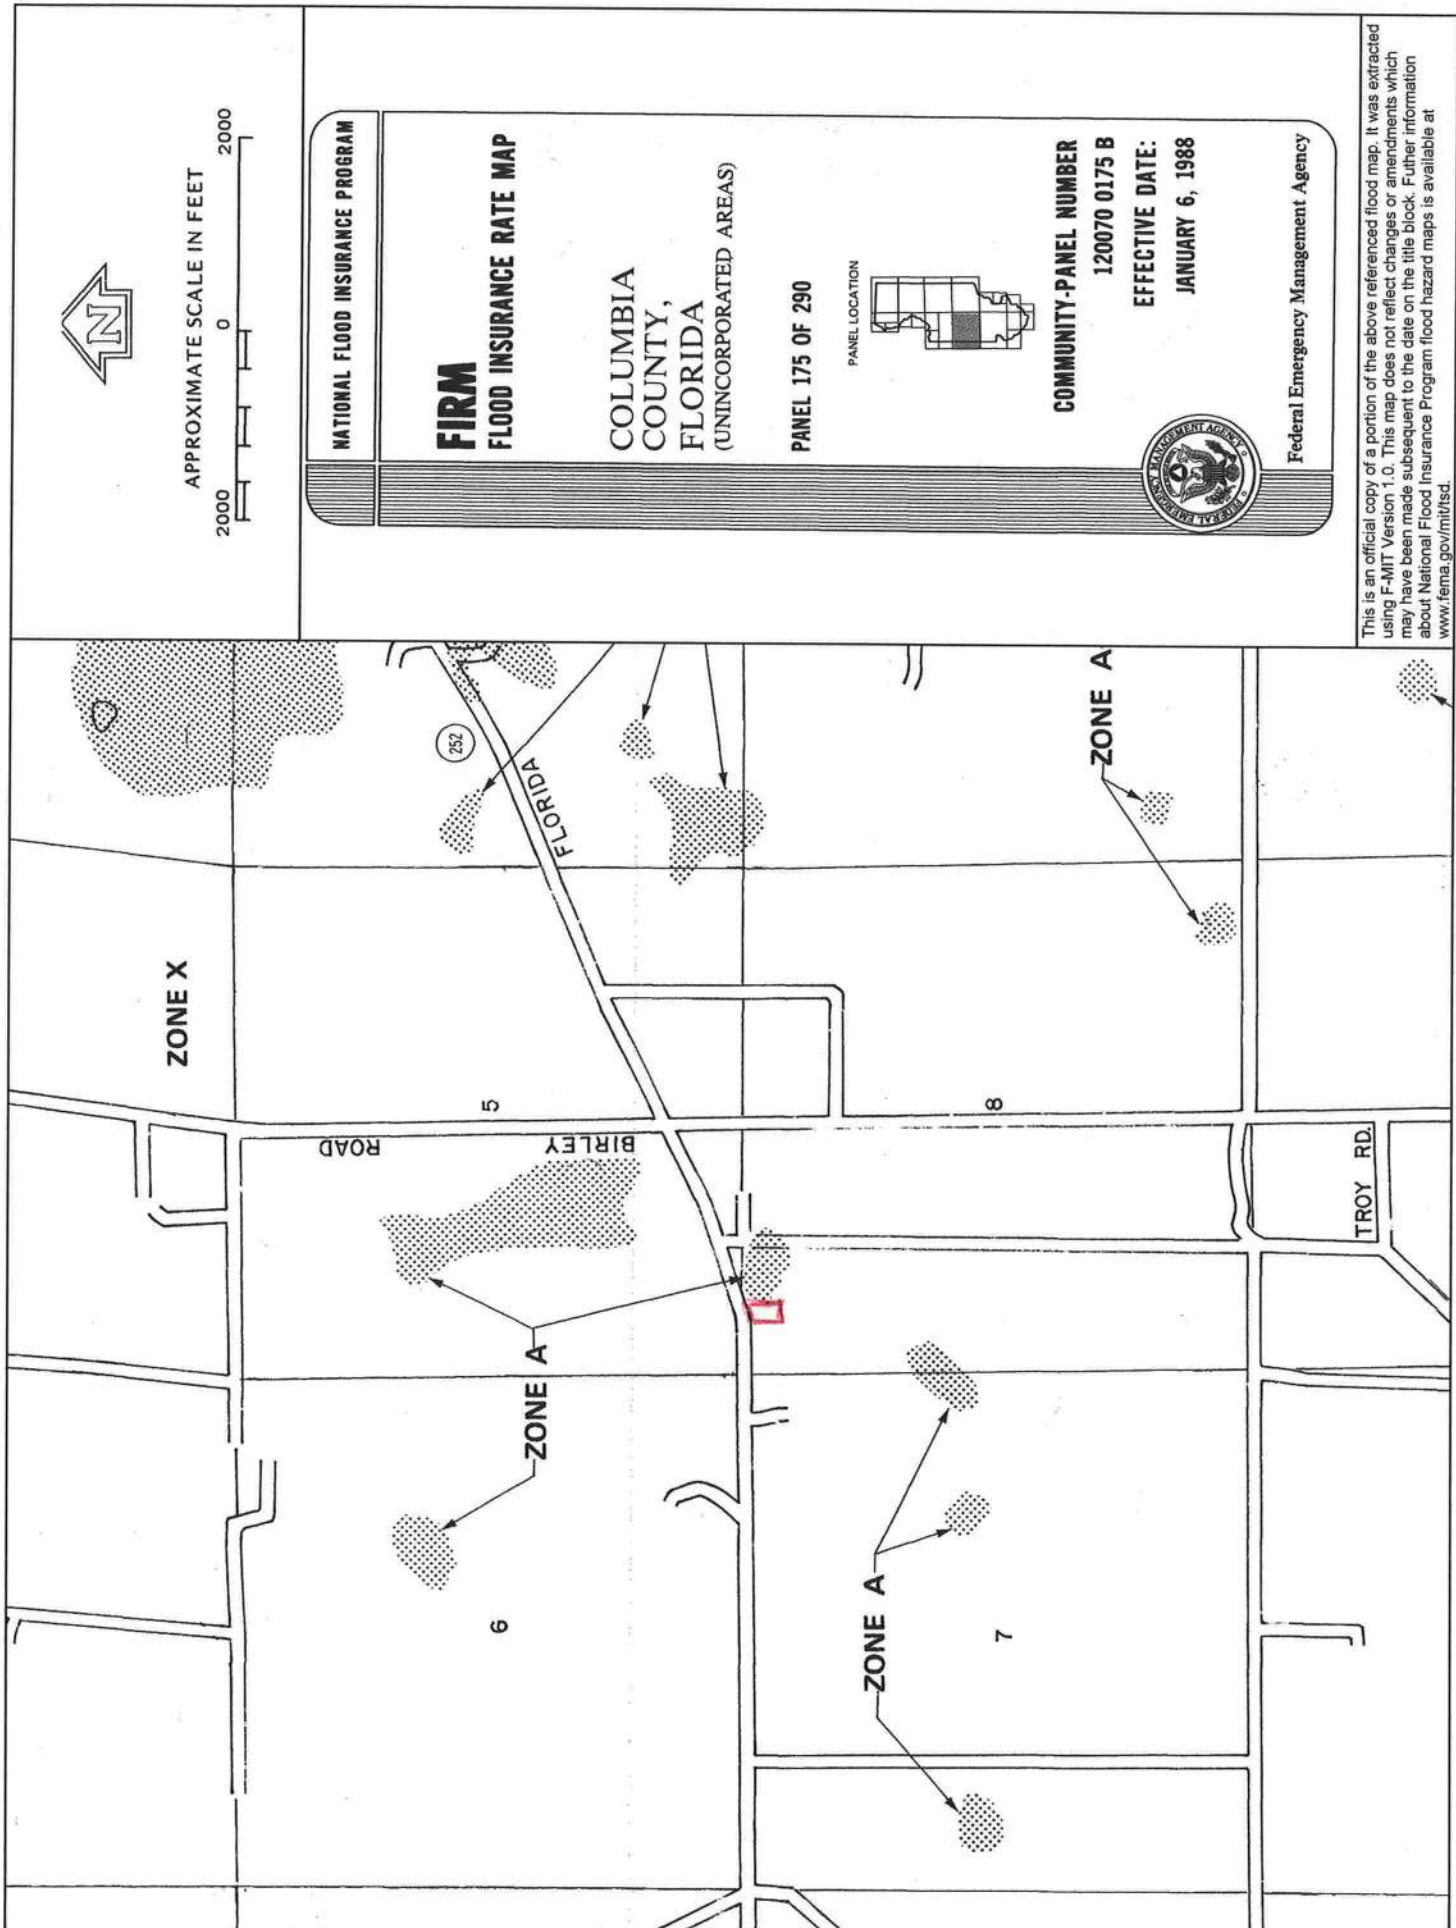 APPROXIMATE SCALE IN FEET
2000 0 2000
N
NATIONAL FLOOD INSURANCE PROGRAM
FIRM
FLOOD INSURANCE RATE MAP
COLUMBIA
COUNTY,
FLORIDA
(UNINCORPORATED AREAS)
PANEL 175 OF 290
PANEL LOCATION
COMMUNITY-PANEL NUMBER
120070 0175 B
EFFECTIVE DATE:
JANUARY 6, 1988
FEDERAL EMERGENCY MANAGEMENT AGENCY
Federal Emergency Management Agency
This is an official copy of a portion of the above referenced flood map. It was extracted
using F-MIT Version 1.0. This map does not reflect changes or amendments which
may have been made subsequent to the date on the title block. Futher information
about National Flood Insurance Program flood hazard maps is available at
www.fema.gov/mit/tsd.
ZONE X
252
FLORIDA
5
ROAD
BIRLEY
ZONE A
6
ZONE A
7
8
ZONE A
TROY RD.